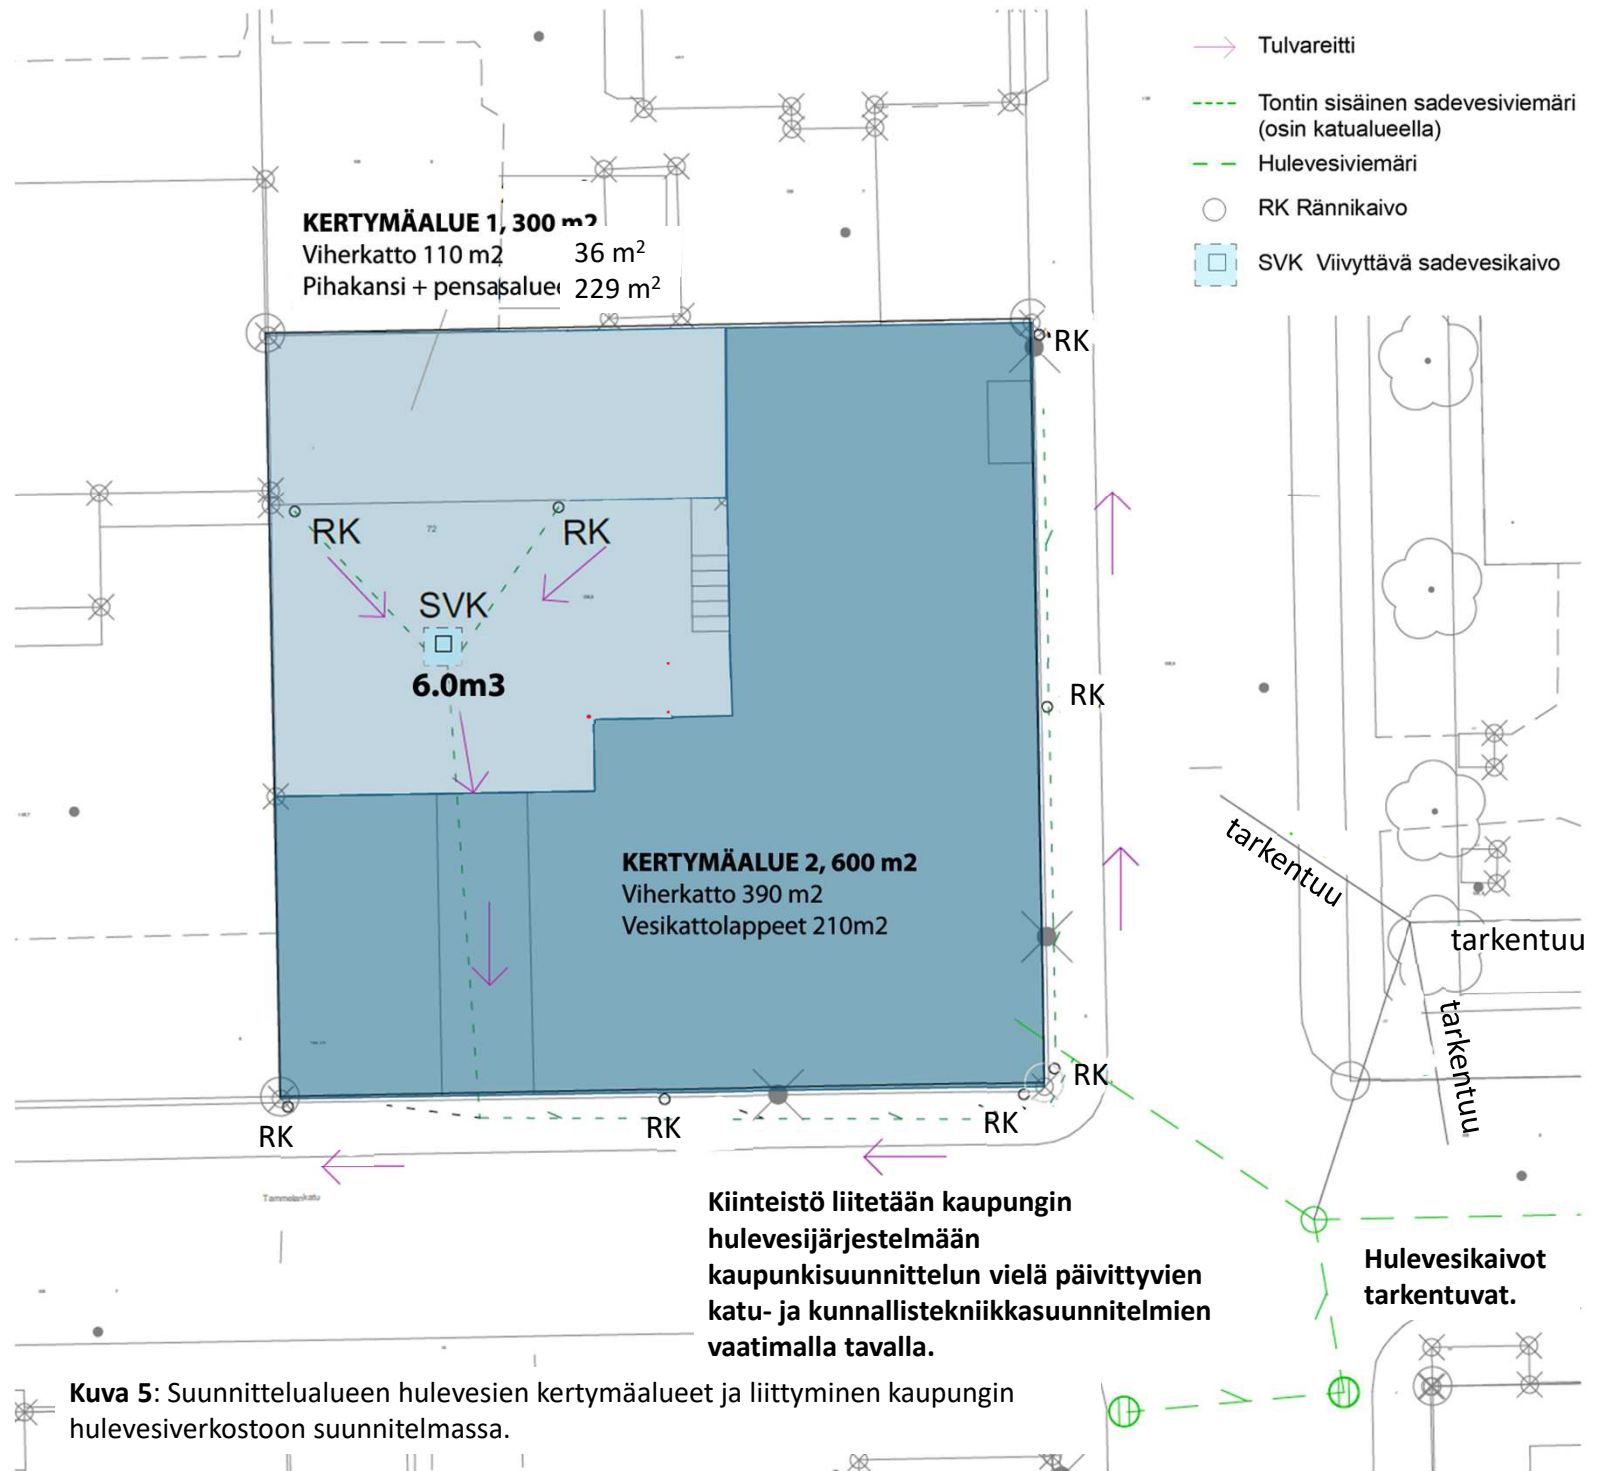 Tulvareitti
Tontin sisäinen sadevesiviemäri
(osin katualueella)
Hulevesiviemäri
RK Rännikaivo
SVK Viivyttävä sadevesikaivo
KERTYMÄALUE 1, 300 m2
Viherkatto 110 m2 36 m²
Pihakansi + pensasalue 229 m²
RK
RK
RK
72
SVK
6.0m3
RK
KERTYMÄALUE 2, 600 m2
Viherkatto 390 m2
Vesikattolappeet 210m2
tarkentuu
tarkentuu
tarkentuu
RK
RK
RK
RK
Tammelankatu
Kiinteistö liitetään kaupungin
hulevesijärjestelmään
kaupunkisuunnittelun vielä päivittyvien
katu- ja kunnallistekniikkasuunnitelmien
vaatimalla tavalla.
Hulevesikaivot
tarkentuvat.
Kuva 5: Suunnittelualueen hulevesien kertymäalueet ja liittyminen kaupungin
hulevesiverkostoon suunnitelmassa.